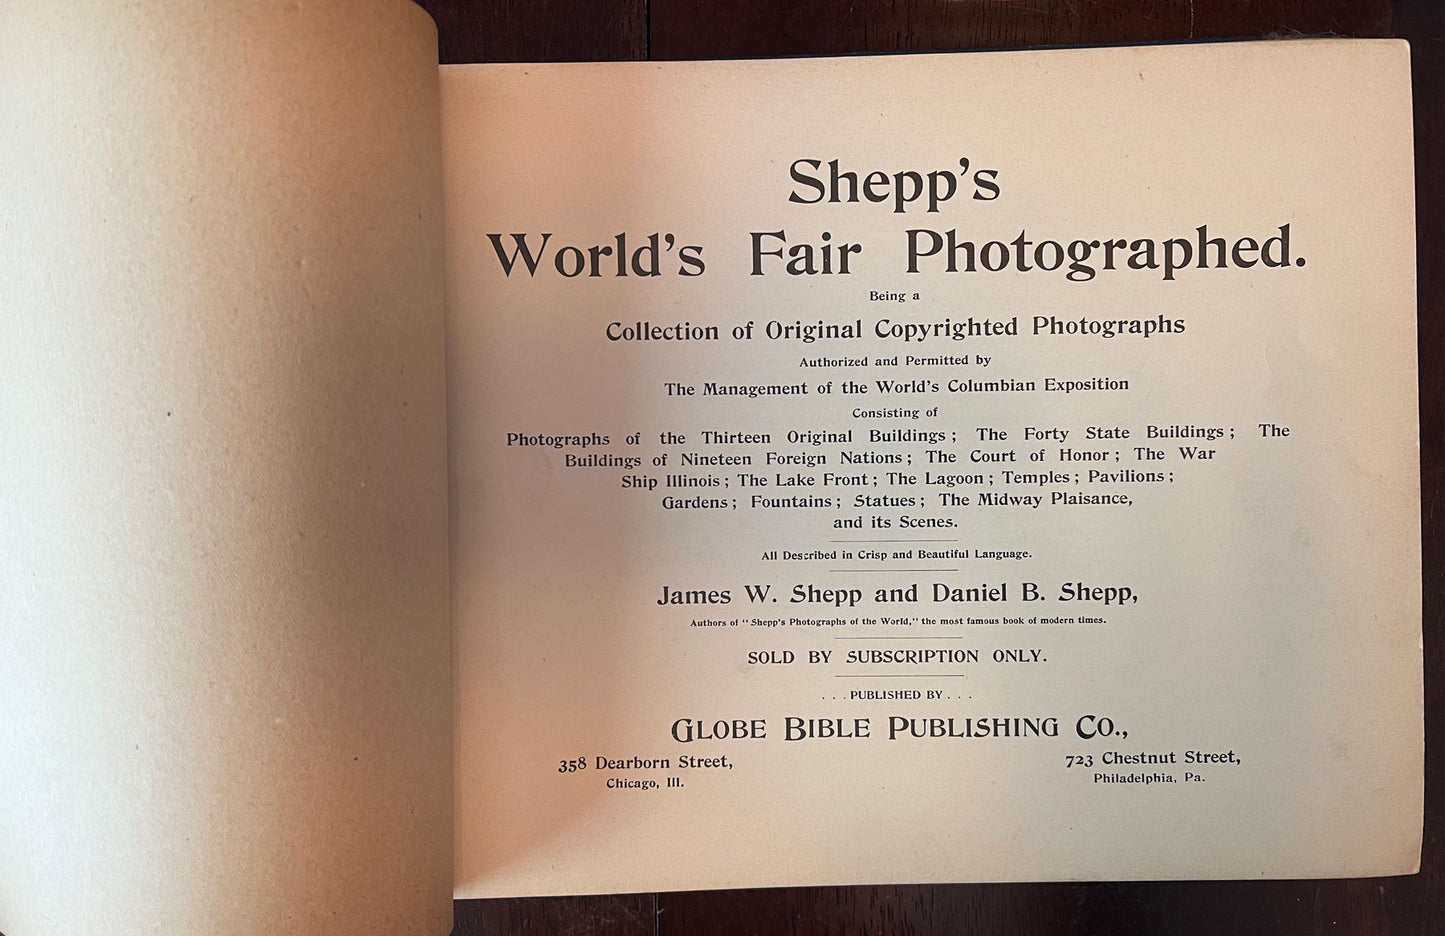 Shepp’s
World’s Fair Photographed.
Being a
Collection of Original Copyrighted Photographs
Authorized and Permitted by
The Management of the World’s Columbian Exposition
Consisting of
Photographs of the Thirteen Original Buildings; The Forty State Buildings; The
Buildings of Nineteen Foreign Nations; The Court of Honor; The War
Ship Illinois; The Lake Front; The Lagoon; Temples; Pavilions;
Gardens; Fountains; Statues; The Midway Plaisance,
and its Scenes.
All Described in Crisp and Beautiful Language.
James W. Shepp and Daniel B. Shepp,
Authors of “Shepp’s Photographs of the World,” the most famous book of modern times.
SOLD BY SUBSCRIPTION ONLY.
. . . PUBLISHED BY . . .
GLOBE BIBLE PUBLISHING CO.,
358 Dearborn Street,
Chicago, Ill.
723 Chestnut Street,
Philadelphia, Pa.